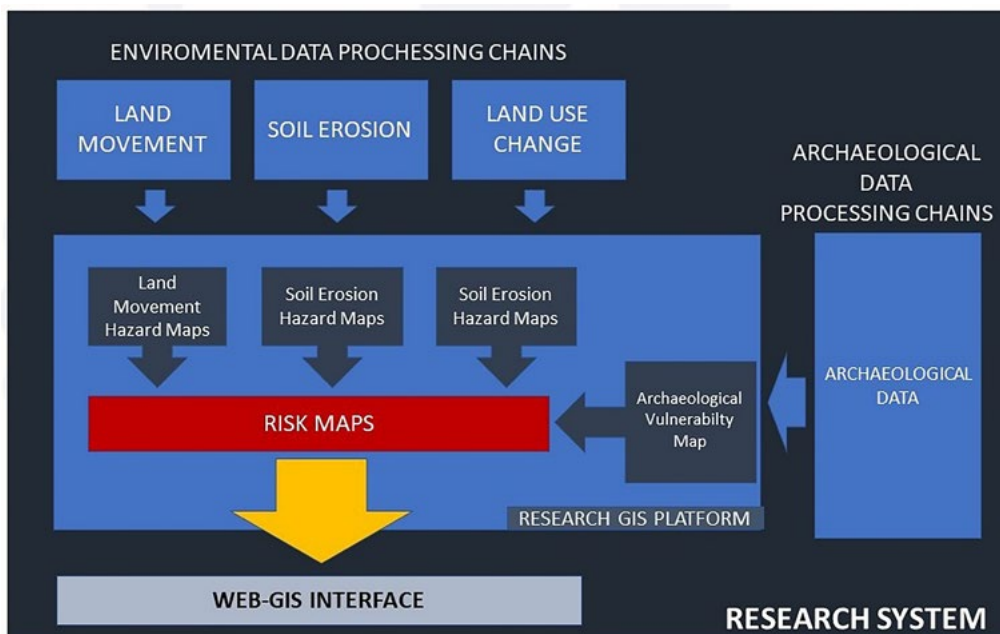 ENVIROMENTAL DATA PROCHESSING CHAINS
LAND
MOVEMENT
SOIL EROSION
LAND USE
CHANGE
ARCHAEOLOGICAL
DATA
PROCESSING CHAINS
Land
Movement
Hazard Maps
Soil Erosion
Hazard Maps
Soil Erosion
Hazard Maps
RISK MAPS
Archaeological
Vulnerabilty
Map
ARCHAEOLOGICAL
DATA
RESEARCH GIS PLATFORM
WEB-GIS INTERFACE
RESEARCH SYSTEM